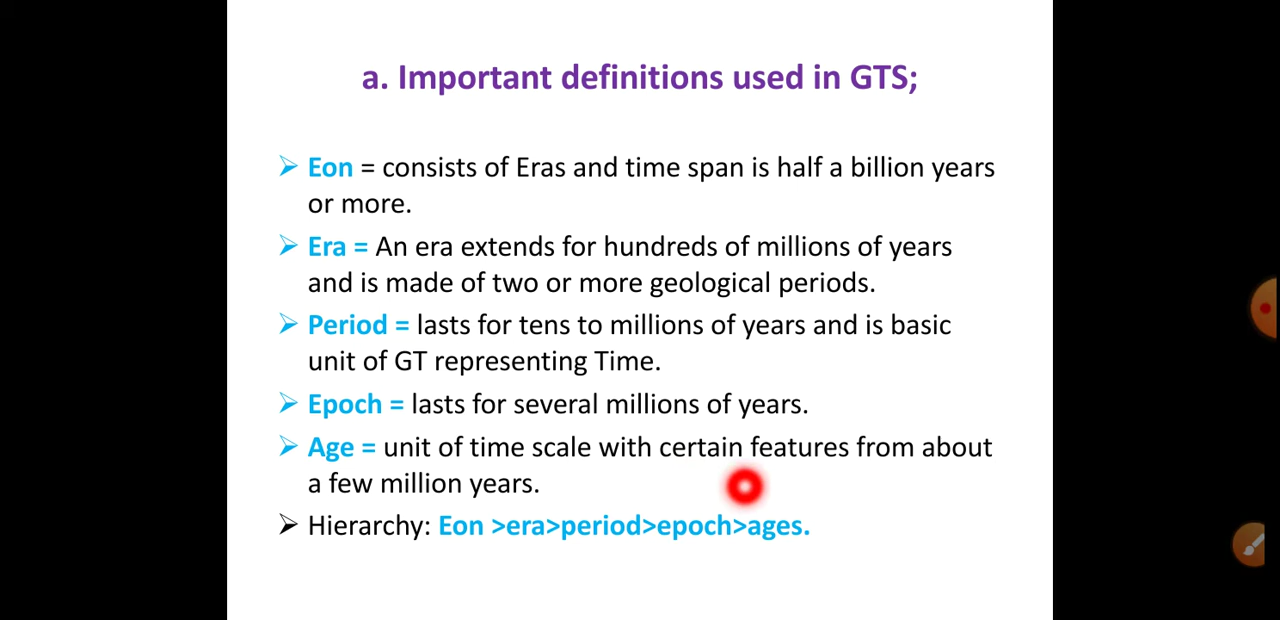 a. Important definitions used in GTS;
➢ Eon = consists of Eras and time span is half a billion years
or more.
➢ Era = An era extends for hundreds of millions of years
and is made of two or more geological periods.
➢ Period = lasts for tens to millions of years and is basic
unit of GT representing Time.
➢ Epoch = lasts for several millions of years.
➢ Age = unit of time scale with certain features from about
a few million years.
➢ Hierarchy: Eon >era>period>epoch>ages.